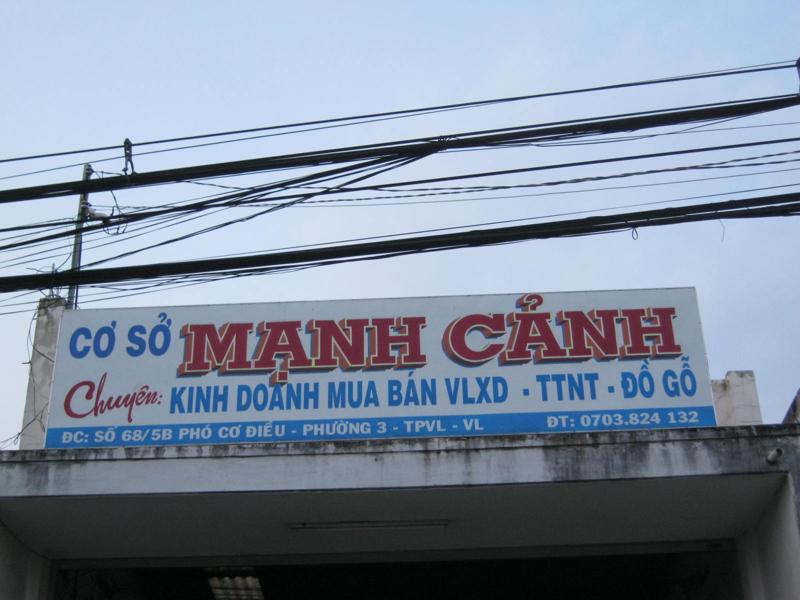 CƠ SỞ MẠNH CẢNH
Chuyên: KINH DOANH MUA BÁN VLXD - TTNT - ĐỒ GỖ
ĐC: SỐ 68/5B PHÓ CƠ ĐIỀU - PHƯỜNG 3 - TPVL - VL ĐT: 0703.824 132